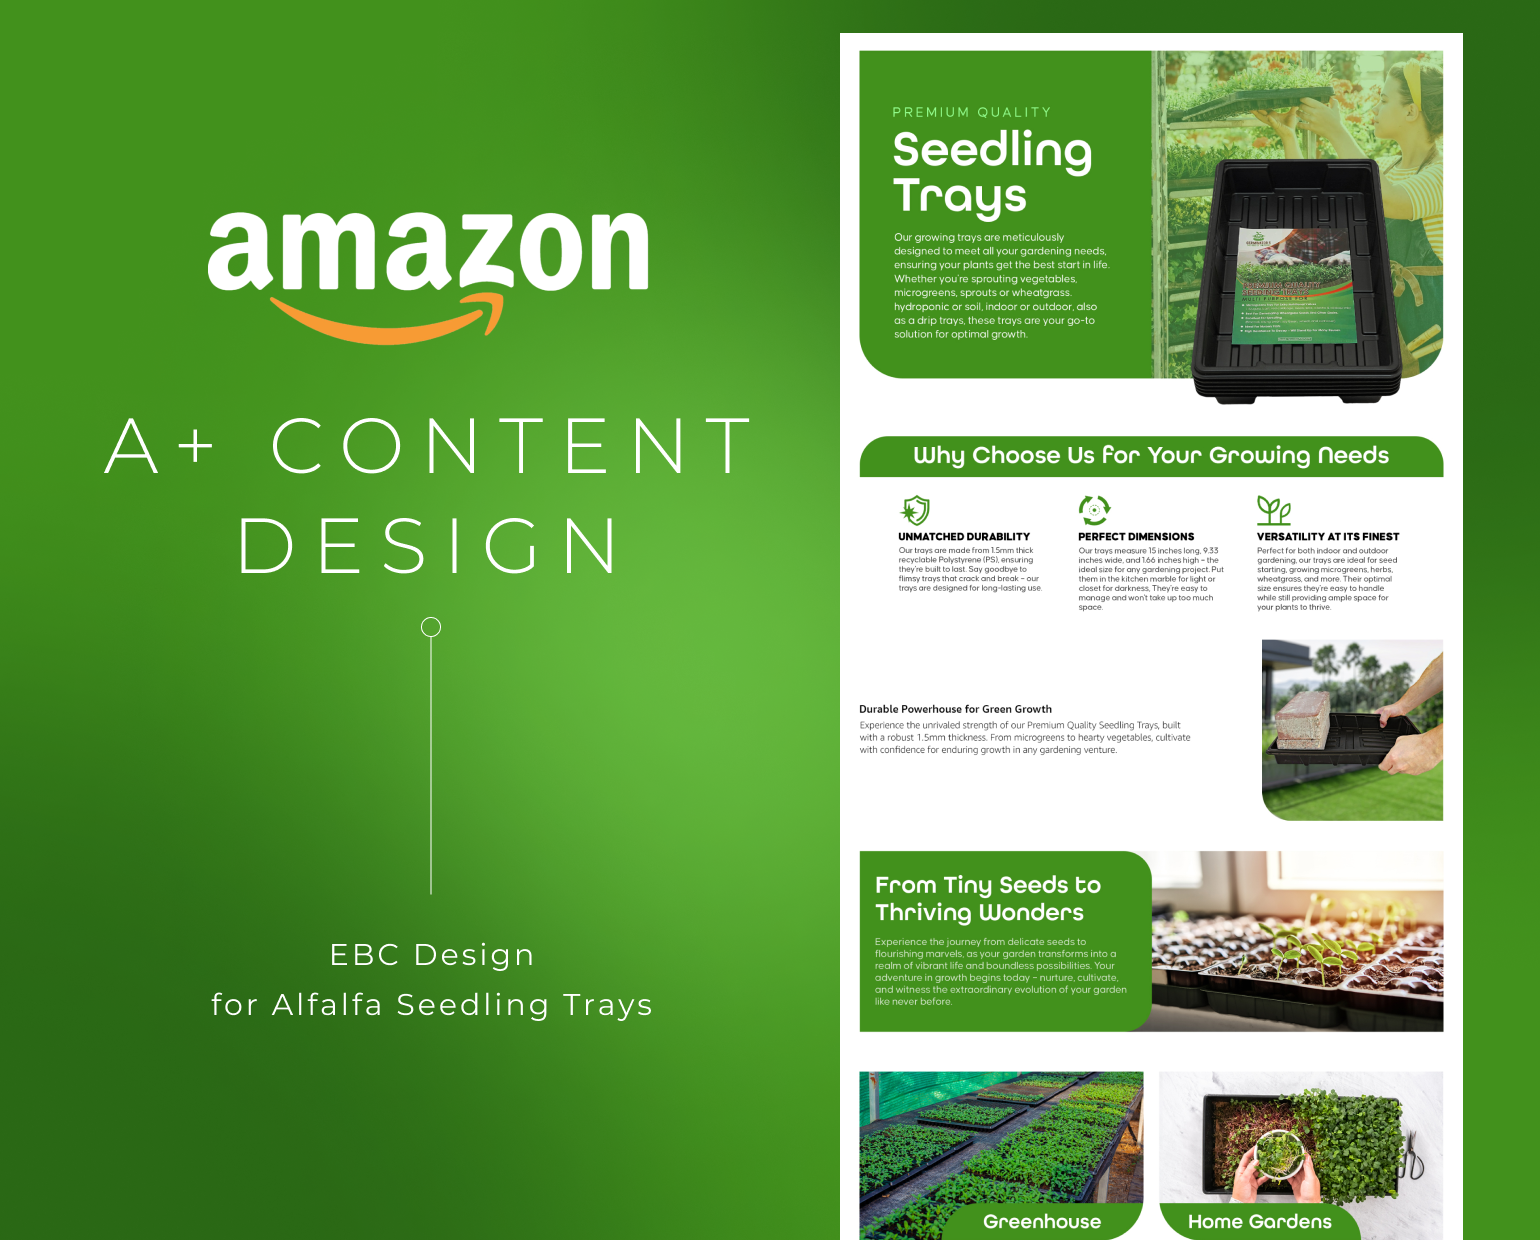 amazon
A+ CONTENT
DESIGN
EBC Design
for Alfalfa Seedling Trays
PREMIUM QUALITY
Seedling
Trays
Our growing trays are meticulously
designed to meet all your gardening needs,
ensuring your plants get the best start in life.
Whether you're sprouting vegetables,
microgreens, sprouts or wheatgrass.
hydroponic or soil, indoor or outdoor, also
as a drip trays, these trays are your go-to
solution for optimal growth.
PREMIUM QUALITY
SEEDING TRAYS
MULTI PURPOSE FOR
Why Choose Us for Your Growing Needs
UNMATCHED DURABILITY
Our trays are made from 1.5mm thick
recyclable Polystyrene (PS), ensuring
they're built to last. Say goodbye to
flimsy trays that crack and break – our
trays are designed for long-lasting use.
PERFECT DIMENSIONS
Our trays measure 15 inches long, 9.33
inches wide, and 1.66 inches high – the
ideal size for any gardening project. Put
them in the kitchen marble for light or
closet for darkness, They're easy to
manage and won't take up too much
space.
VERSATILITY AT ITS FINEST
Perfect for both indoor and outdoor
gardening, our trays are ideal for seed
starting, growing microgreens, herbs,
wheatgrass, and more. Their optimal
size ensures they're easy to handle
while still providing ample space for
your plants to thrive.
Durable Powerhouse for Green Growth
Experience the unrivaled strength of our Premium Quality Seedling Trays, built
with a robust 1.5mm thickness. From microgreens to hearty vegetables, cultivate
with confidence for enduring growth in any gardening venture.
From Tiny Seeds to
Thriving Wonders
Experience the journey from delicate seeds to
flourishing marvels, as your garden transforms into a
realm of vibrant life and boundless possibilities. Your
adventure in growth begins today – nurture, cultivate,
and witness the extraordinary evolution of your garden
like never before.
Greenhouse
Home Gardens